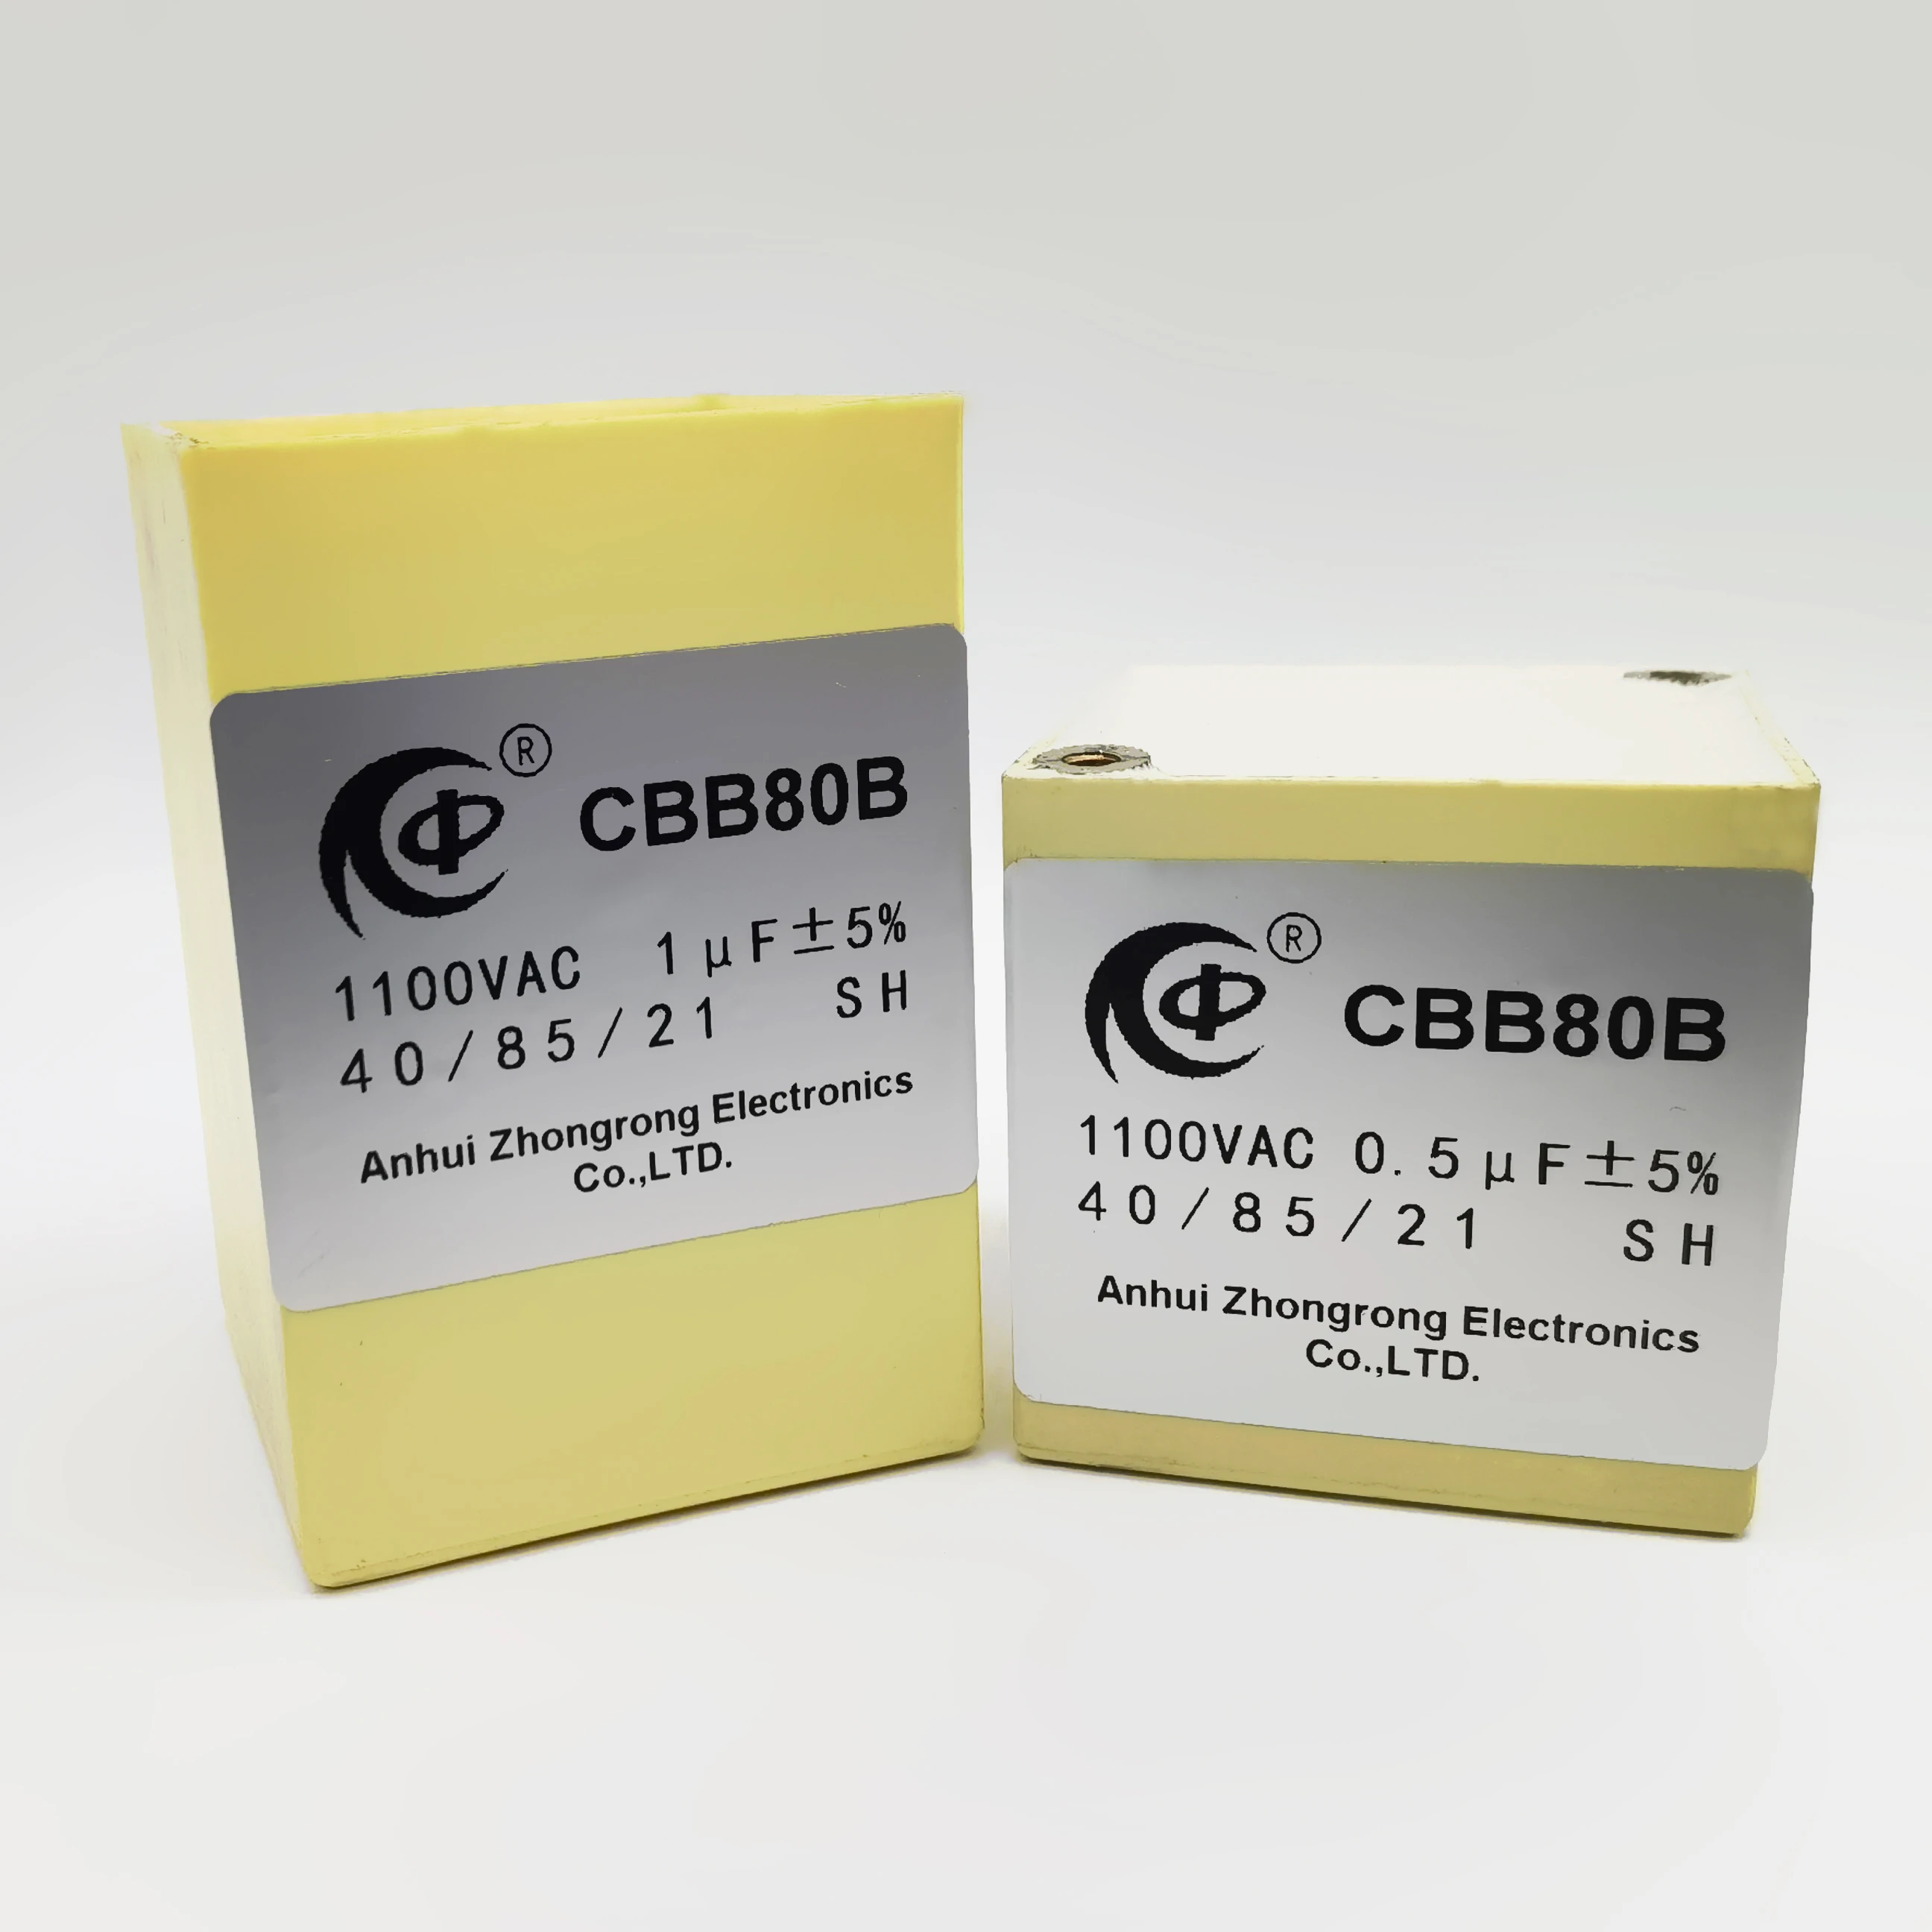 ® CBB80B
1100VAC 1μF±5%
40/85/21 SH
Anhui Zhongrong Electronics
Co.,LTD.
® CBB80B
1100VAC 0.5μF±5%
40/85/21 SH
Anhui Zhongrong Electronics
Co.,LTD.